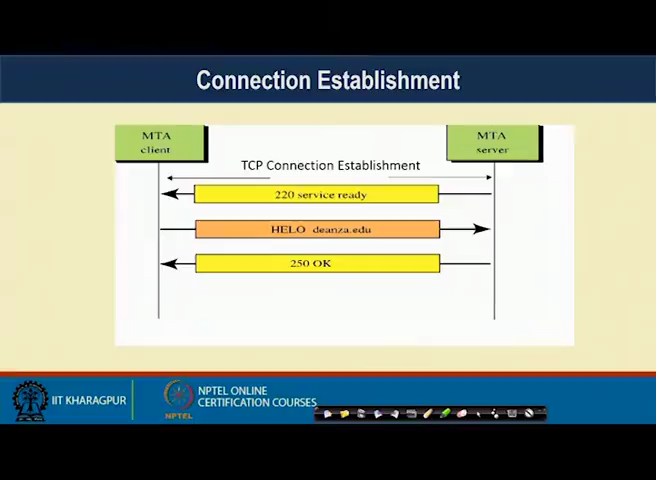 Connection Establishment
MTA
client
MTA
server
TCP Connection Establishment
220 service ready
HELO deanza.edu
250 OK
IIT KHARAGPUR
NPTEL
NPTEL ONLINE
CERTIFICATION COURSES